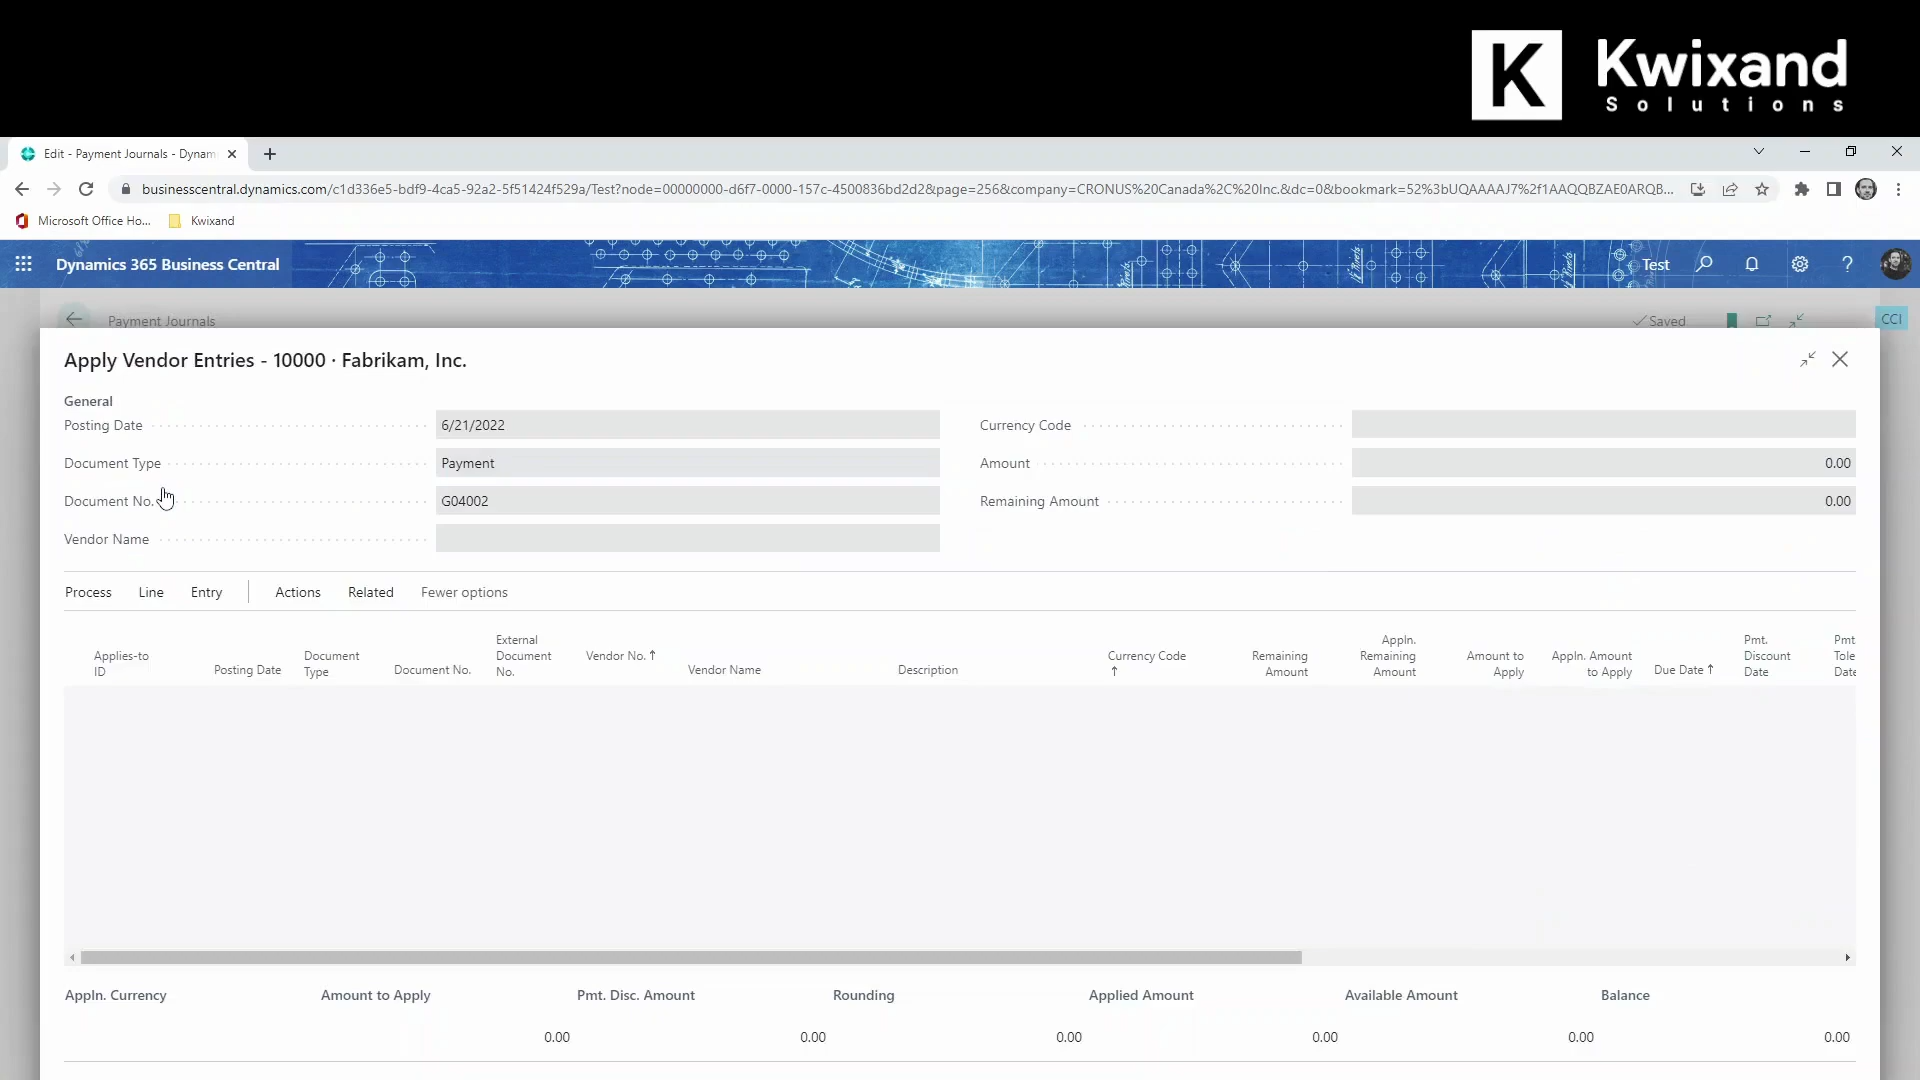 K Kwixand
Solutions
Edit - Payment Journals - Dynam
businesscentral.dynamics.com/c1d336e5-bdf9-4ca5-92a2-5f51424f529a/Test?node=00000000-d6f7-0000-157c-4500836bd2d2&page=256&company=CRONUS%20Canada%2C%20Inc.&dc=0&bookmark=52%3bUQAAAAJ7%2f1AAQQBZAE0ARQB...
Microsoft Office Ho... Kwixand
Dynamics 365 Business Central Test ?
Payment Journals Saved CCI
Apply Vendor Entries - 10000 · Fabrikam, Inc.
General
Posting Date 6/21/2022 Currency Code
Document Type Payment Amount 0.00
Document No. G04002 Remaining Amount 0.00
Vendor Name
Process Line Entry Actions Related Fewer options
Applies-to ID Posting Date Document Type Document No. External Document No. Vendor No. ↑ Vendor Name Description Currency Code ↑ Remaining Amount Appln. Remaining Amount Amount to Apply Appln. Amount to Apply Due Date ↑ Pmt. Discount Date Pmt Tole Date
Appln. Currency Amount to Apply Pmt. Disc. Amount Rounding Applied Amount Available Amount Balance
0.00 0.00 0.00 0.00 0.00 0.00